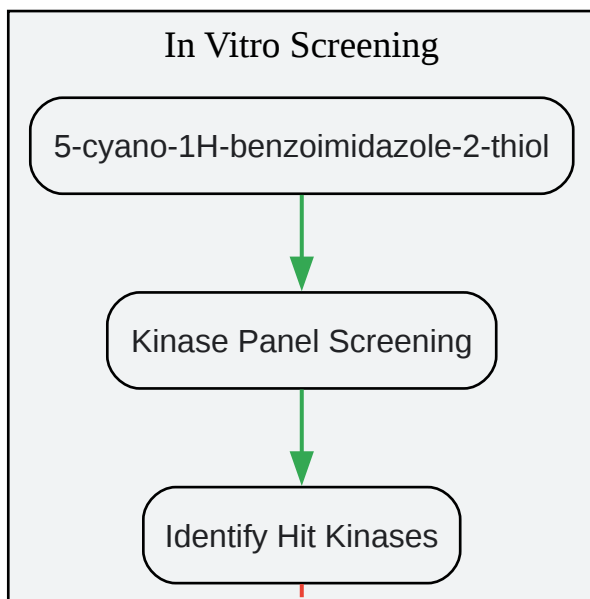 In Vitro Screening
5-cyano-1H-benzoimidazole-2-thiol
Kinase Panel Screening
Identify Hit Kinases